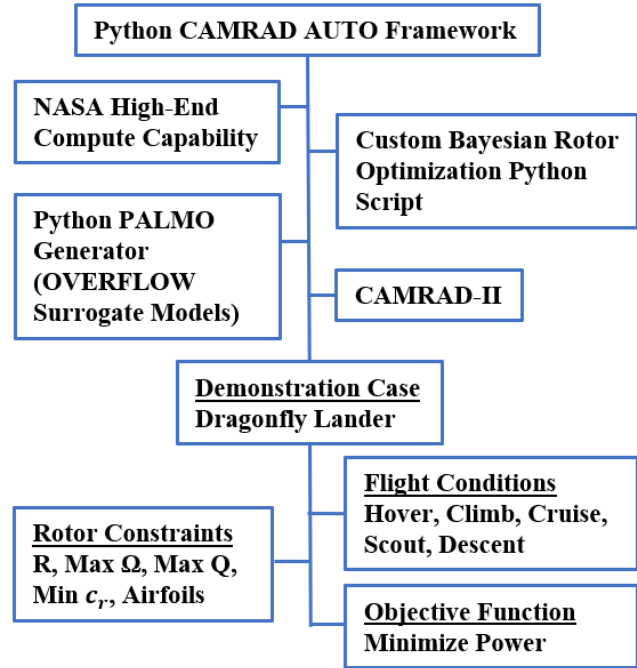 Python CAMRAD AUTO Framework
NASA High-End
Compute Capability
Custom Bayesian Rotor
Optimization Python
Script
Python PALMO
Generator
(OVERFLOW
Surrogate Models)
CAMRAD-II
Demonstration Case
Dragonfly Lander
Flight Conditions
Hover, Climb, Cruise,
Scout, Descent
Rotor Constraints
R, Max Ω, Max Q,
Min c_r, Airfoils
Objective Function
Minimize Power